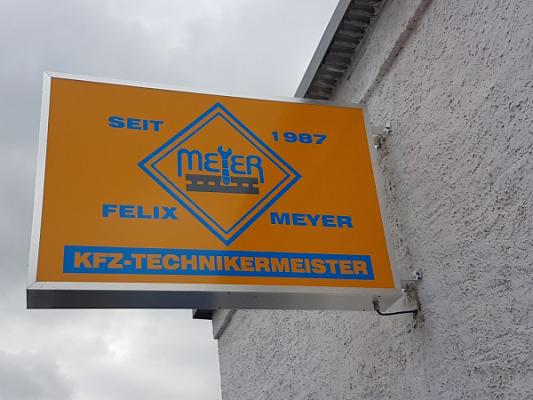 SEIT 1987
MEYER
FELIX MEYER
KFZ-TECHNIKERMEISTER